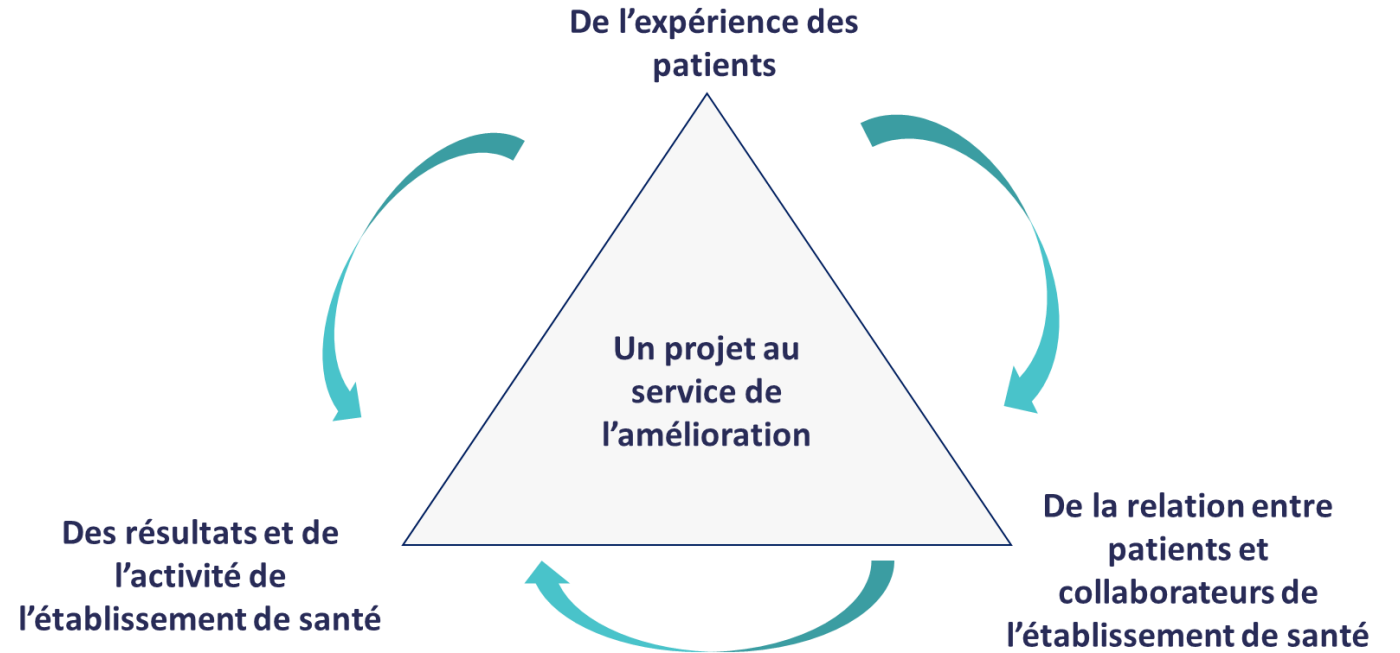 De l’expérience des
patients
Un projet au
service de
l’amélioration
Des résultats et de
l’activité de
l’établissement de santé
De la relation entre
patients et
collaborateurs de
l’établissement de santé